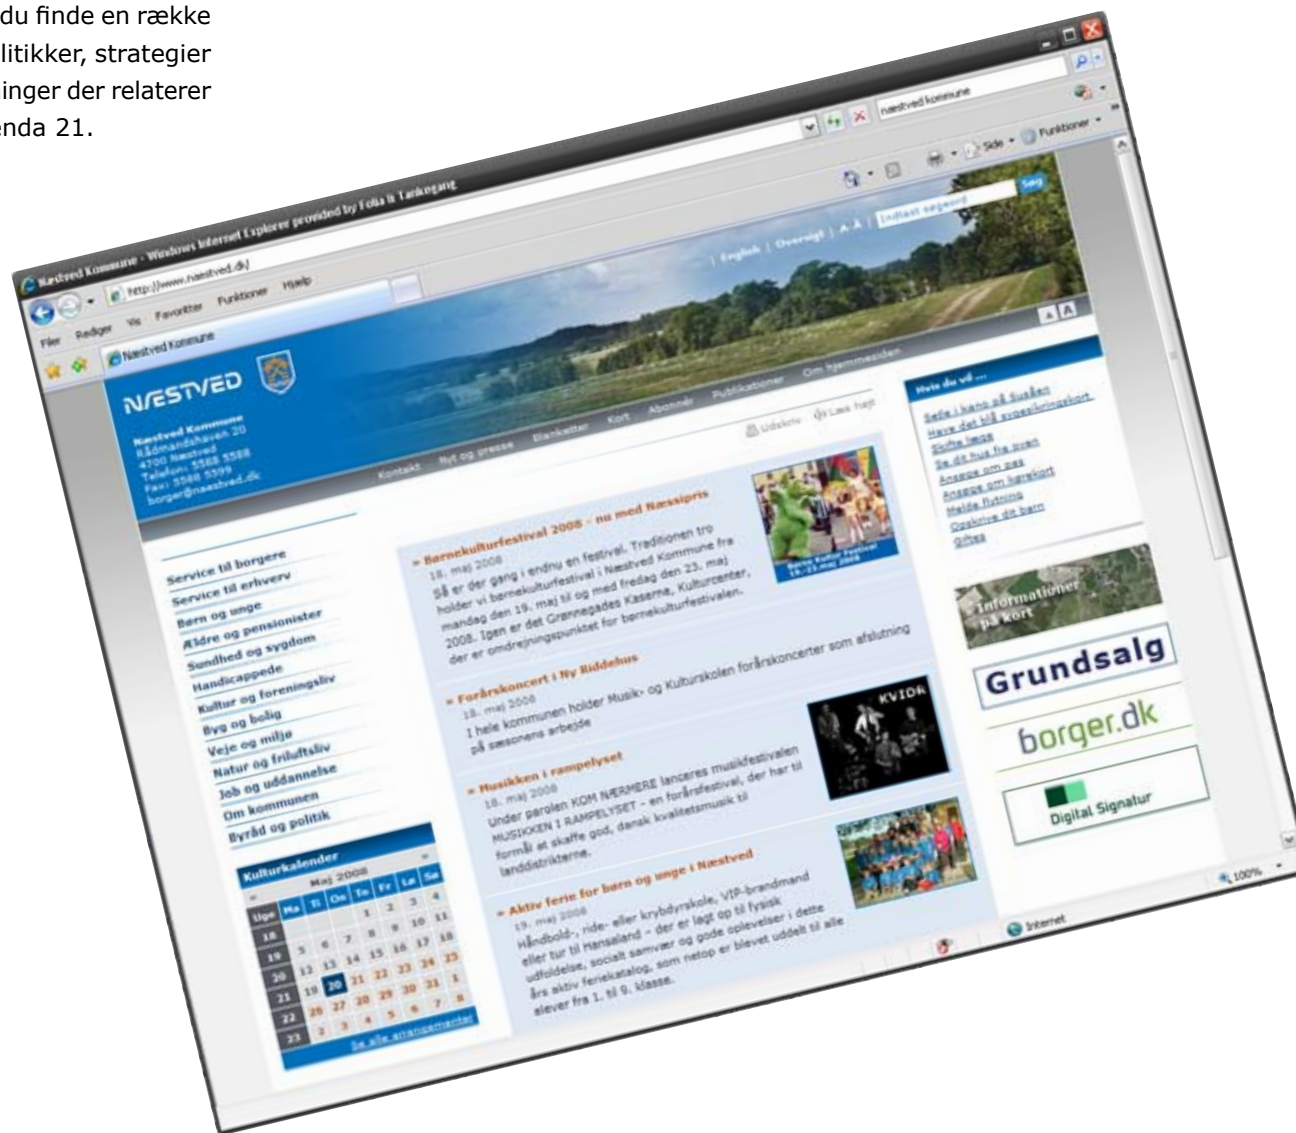 du finde en række
litikker, strategier
inger der relaterer
enda 21.
Næstved Kommune - Windows Internet Explorer provided by Folia & Tankegang
http://www.naestved.dk/
næstved kommune
Filer Rediger Vis Favoritter Funktioner Hjælp
Næstved Kommune
Side
Funktioner
English | Oversigt | A-Å |
Indtast søgeord
Søg
NÆSTVED
Næstved Kommune
Rådmandshaven 20
4700 Næstved
Telefon: 5588 5588
Fax: 5588 5599
borger@naestved.dk
A A
Kontakt Nyt og presse Blanketter Kort Abonnér Publikationer Om hjemmesiden
Udskriv Læs højt
Service til borgere
Service til erhverv
Børn og unge
Ældre og pensionister
Sundhed og sygdom
Handicappede
Kultur og foreningsliv
Byg og bolig
Veje og miljø
Natur og friluftsliv
Job og uddannelse
Om kommunen
Byråd og politik
Kulturkalender
« Maj 2008 »
Uge Ma Ti On To Fr Lø Sø
18 1 2 3 4
19 5 6 7 8 9 10 11
20 12 13 14 15 16 17 18
21 19 20 21 22 23 24 25
22 26 27 28 29 30 31 1
23 2 3 4 5 6 7 8
Se alle arrangementer
» Børnekulturfestival 2008 - nu med Næssipris
18. maj 2008
Så er der gang i endnu en festival. Traditionen tro
holder vi børnekulturfestival i Næstved Kommune fra
mandag den 19. maj til og med fredag den 23. maj
2008. Igen er det Grønnegades Kaserne, Kulturcenter,
der er omdrejningspunktet for børnekulturfestivalen.
Børne Kultur Festival
19.-23.maj 2008
» Forårskoncert i Ny Riddehus
18. maj 2008
I hele kommunen holder Musik- og Kulturskolen forårskoncerter som afslutning
på sæsonens arbejde
» Musikken i rampelyset
18. maj 2008
Under parolen KOM NÆRMERE lanceres musikfestivalen
MUSIKKEN I RAMPELYSET - en forårsfestival, der har til
formål at skaffe god, dansk kvalitetsmusik til
landdistrikterne.
KVIDR
» Aktiv ferie for børn og unge i Næstved
19. maj 2008
Håndbold-, ride- eller krybdyrskole, VIP-brandmand
eller tur til Hansaland - der er lagt op til fysisk
udfoldelse, socialt samvær og gode oplevelser i dette
års aktiv feriekatalog, som netop er blevet uddelt til alle
elever fra 1. til 9. klasse.
Hvis du vil ...
Sejle i kano på Susåen
Have det blå sygesikringskort
Skifte læge
Se dit hus fra oven
Ansøge om pas
Ansøge om kørekort
Melde flytning
Opskrive dit barn
Giftes
Informationer
på kort
Grundsalg
borger.dk
Digital Signatur
Internet
100%